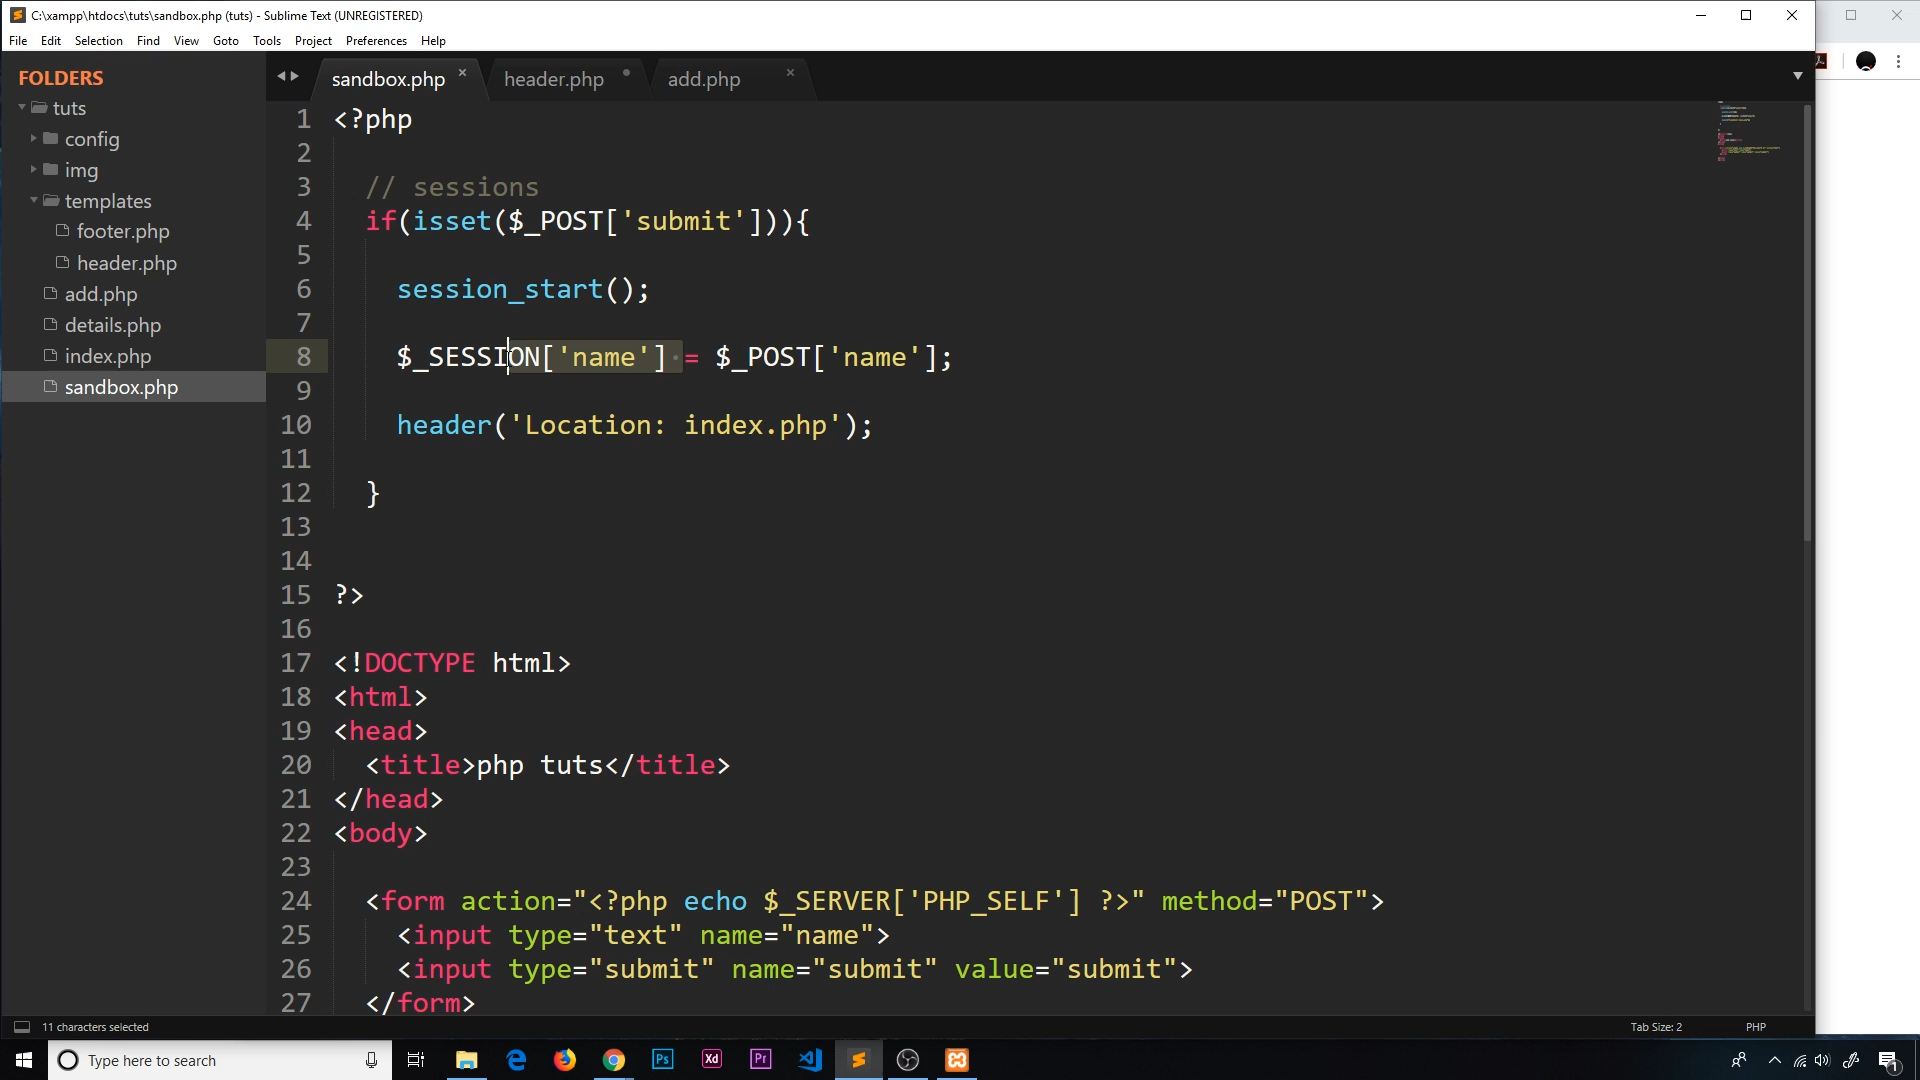 C:\xampp\htdocs\tuts\sandbox.php (tuts) - Sublime Text (UNREGISTERED)
File Edit Selection Find View Goto Tools Project Preferences Help
FOLDERS
tuts
config
img
templates
footer.php
header.php
add.php
details.php
index.php
sandbox.php
sandbox.php header.php add.php
1 <?php
2
3 // sessions
4 if(isset($_POST['submit'])){
5
6 session_start();
7
8 $_SESSION['name'] = $_POST['name'];
9
10 header('Location: index.php');
11
12 }
13
14
15 ?>
16
17 <!DOCTYPE html>
18 <html>
19 <head>
20 <title>php tuts</title>
21 </head>
22 <body>
23
24 <form action="<?php echo $_SERVER['PHP_SELF'] ?>" method="POST">
25 <input type="text" name="name">
26 <input type="submit" name="submit" value="submit">
27 </form>
11 characters selected
Tab Size: 2
PHP
Type here to search
Ps
Xd
Pr
1